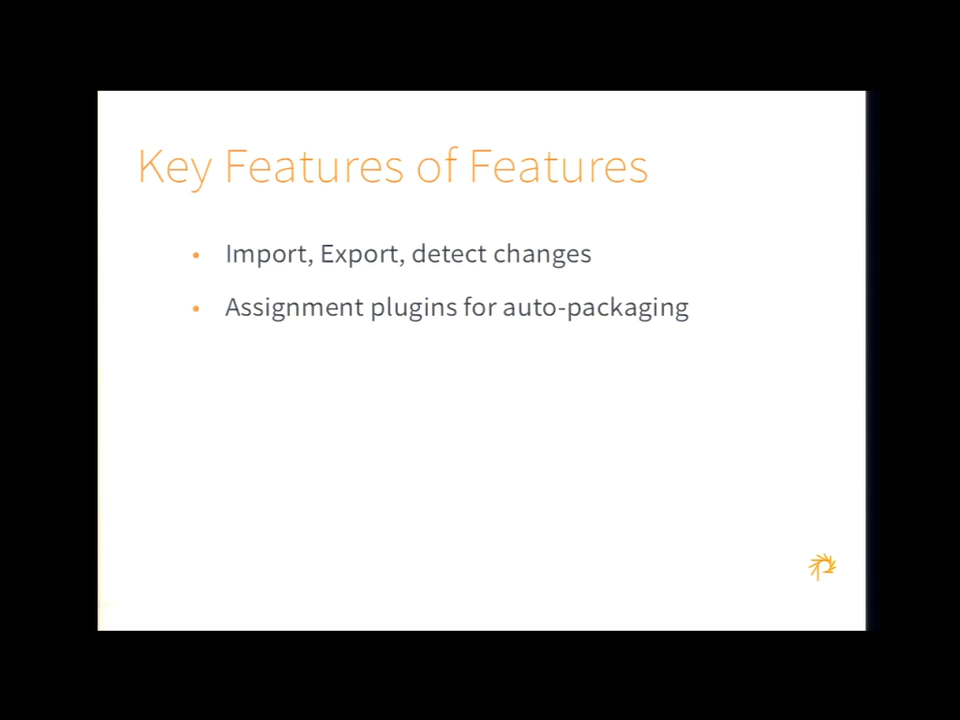 Key Features of Features
• Import, Export, detect changes
• Assignment plugins for auto-packaging